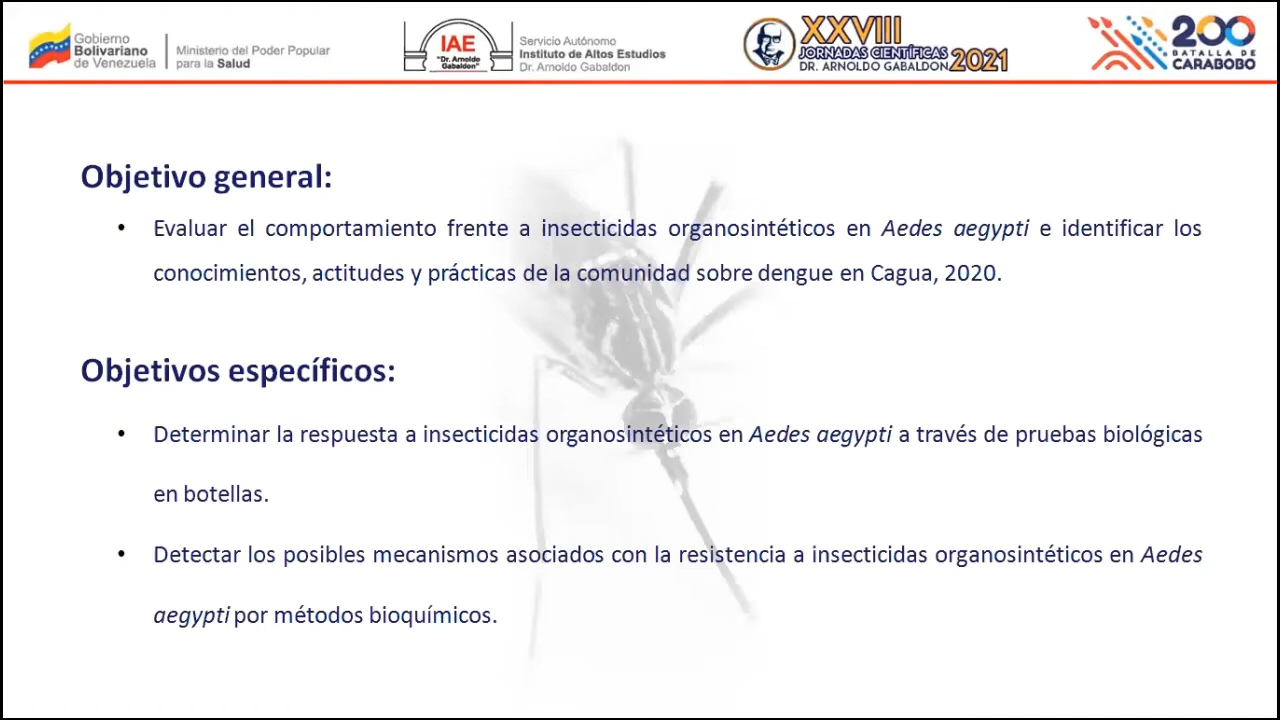 Gobierno
Bolivariano
de Venezuela
Ministerio del Poder Popular
para la Salud
IAE
"Dr. Arnoldo
Gabaldon"
Servicio Autónomo
Instituto de Altos Estudios
Dr. Arnoldo Gabaldon
XXVIII
JORNADAS CIENTÍFICAS
DR. ARNOLDO GABALDON 2021
200
BATALLA DE
CARABOBO
Objetivo general:
• Evaluar el comportamiento frente a insecticidas organosintéticos en Aedes aegypti e identificar los
conocimientos, actitudes y prácticas de la comunidad sobre dengue en Cagua, 2020.
Objetivos específicos:
• Determinar la respuesta a insecticidas organosintéticos en Aedes aegypti a través de pruebas biológicas
en botellas.
• Detectar los posibles mecanismos asociados con la resistencia a insecticidas organosintéticos en Aedes
aegypti por métodos bioquímicos.